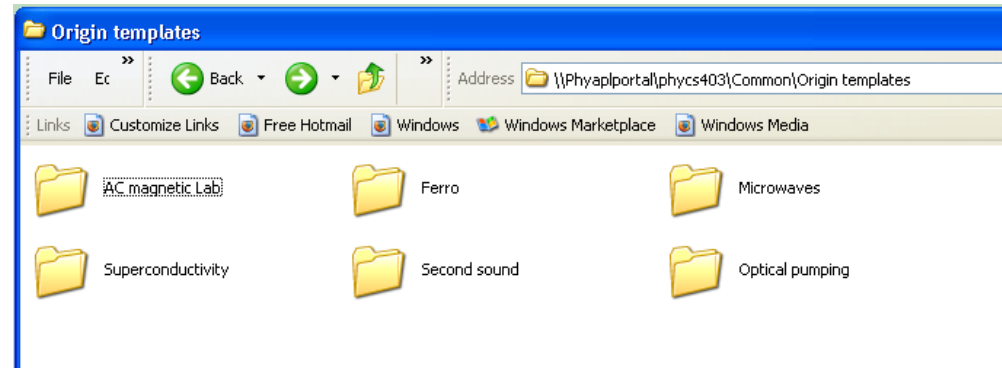 Origin templates
File Ec » Back » Address \\Phyaplportal\phycs403\Common\Origin templates
Links Customize Links Free Hotmail Windows Windows Marketplace Windows Media
AC magnetic Lab Ferro Microwaves
Superconductivity Second sound Optical pumping